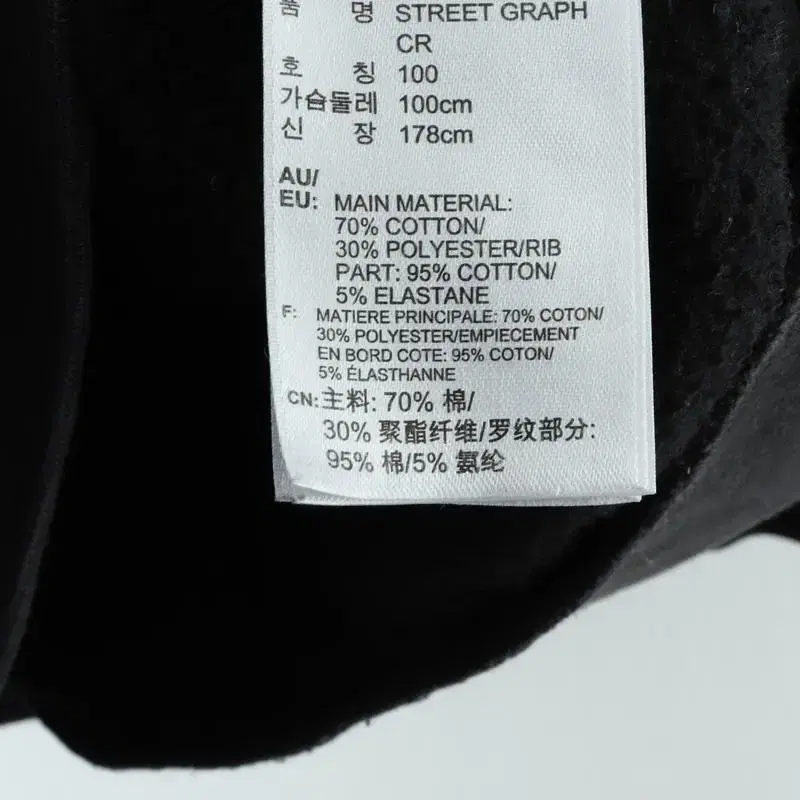 품 명 STREET GRAPH
CR
호 칭 100
가슴둘레 100cm
신 장 178cm
AU/
EU: MAIN MATERIAL:
70% COTTON/
30% POLYESTER/RIB
PART: 95% COTTON/
5% ELASTANE
F: MATIERE PRINCIPALE: 70% COTON/
30% POLYESTER/EMPIECEMENT
EN BORD COTE: 95% COTON/
5% ÉLASTHANNE
CN:主料: 70% 棉/
30% 聚酯纤维/罗纹部分:
95% 棉/5% 氨纶